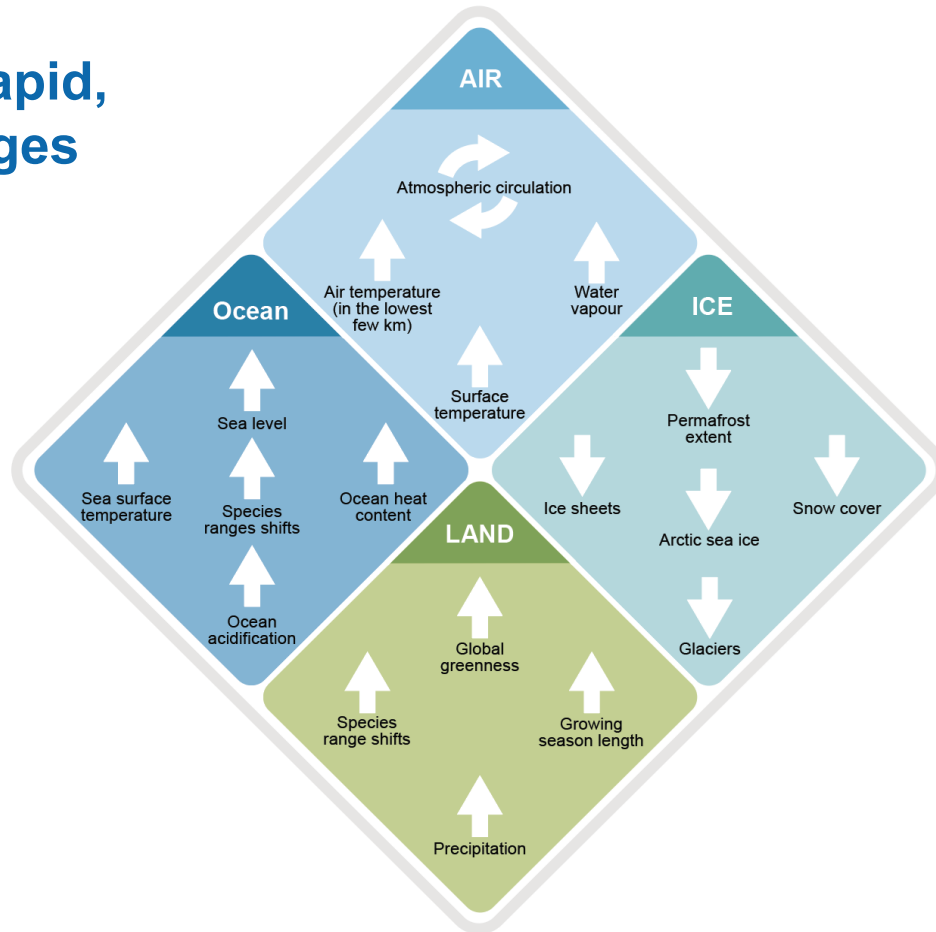 apid,
ges
AIR
Atmospheric circulation
Air temperature
(in the lowest
few km)
Water
vapour
Surface
temperature
Ocean
Sea level
Sea surface
temperature
Species
ranges shifts
Ocean heat
content
Ocean
acidification
ICE
Permafrost
extent
Ice sheets
Snow cover
Arctic sea ice
Glaciers
LAND
Global
greenness
Species
range shifts
Growing
season length
Precipitation